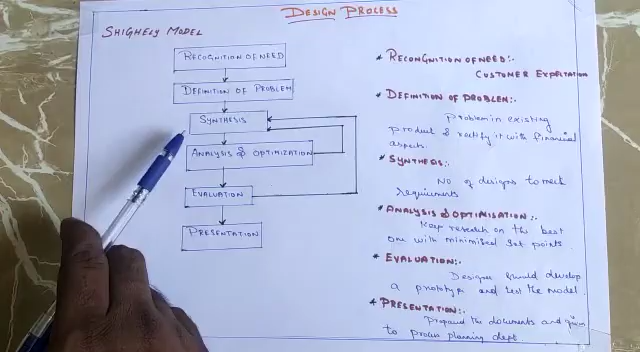 DESIGN PROCESS
SHIGHELY MODEL
RECOGNITION OF NEED
DEFINITION OF PROBLEM
SYNTHESIS
ANALYSIS & OPTIMIZATION
EVALUATION
PRESENTATION
* RECONGNITION OF NEED:-
CUSTOMER EXPECTATION
* DEFINITION OF PROBLEM:-
Problem in existing
product & rectify it with financial
aspects.
* SYNTHESIS:-
No of designs to meet
requirements
* ANALYSIS & OPTIMISATION:-
Keep research on the best
one with minimised points.
* EVALUATION:-
Designer should develop
a prototype and test the model.
* PRESENTATION:-
Prepared the documents and given
to process planning dept.